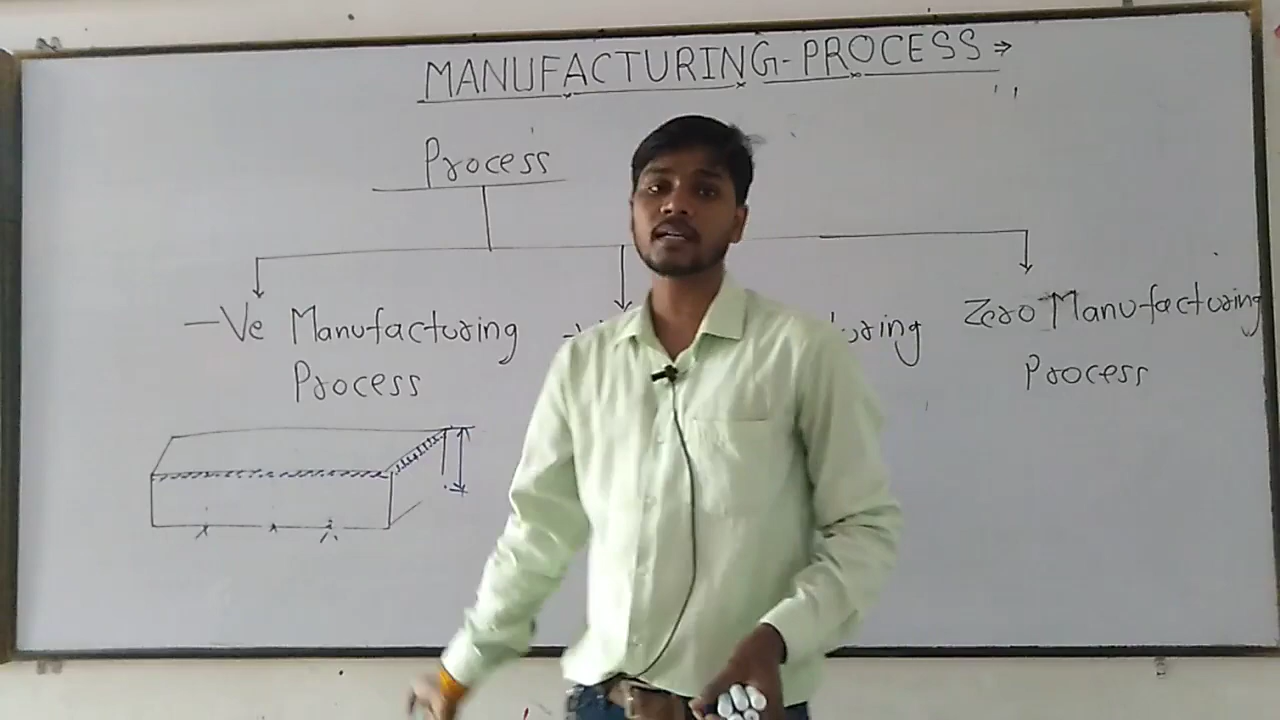 MANUFACTURING-PROCESS ⇒
Process
-Ve Manufacturing
Process
Zero Manufacturing
Process